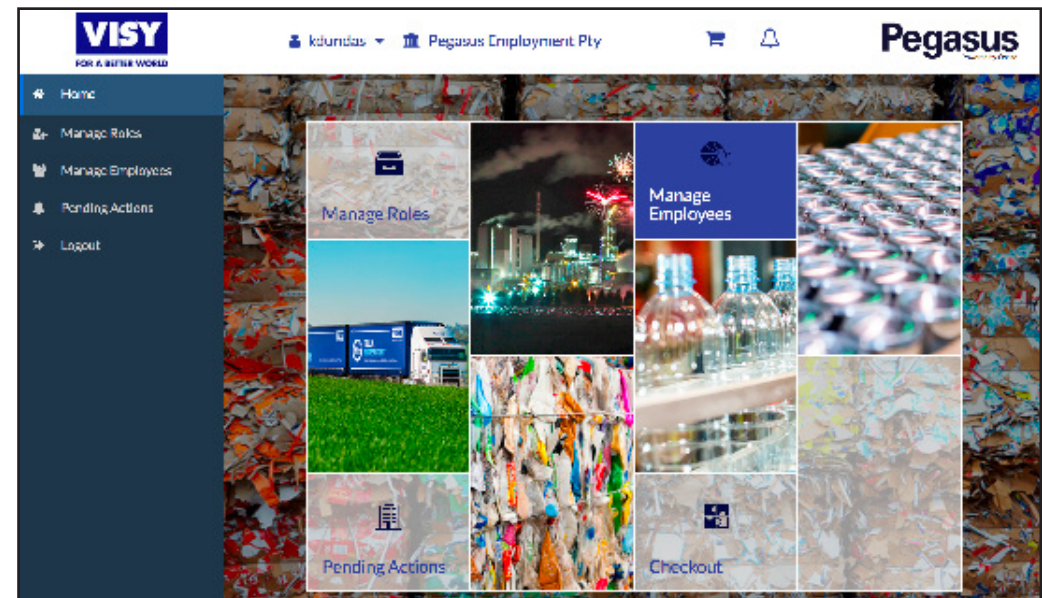 VISY
FOR A BETTER WORLD
kdundas
Pegasus Employment Pty
Pegasus
Home
Manage Roles
Manage Employees
Pending Actions
Logout
Manage Roles
Manage
Employees
Pending Actions
Checkout